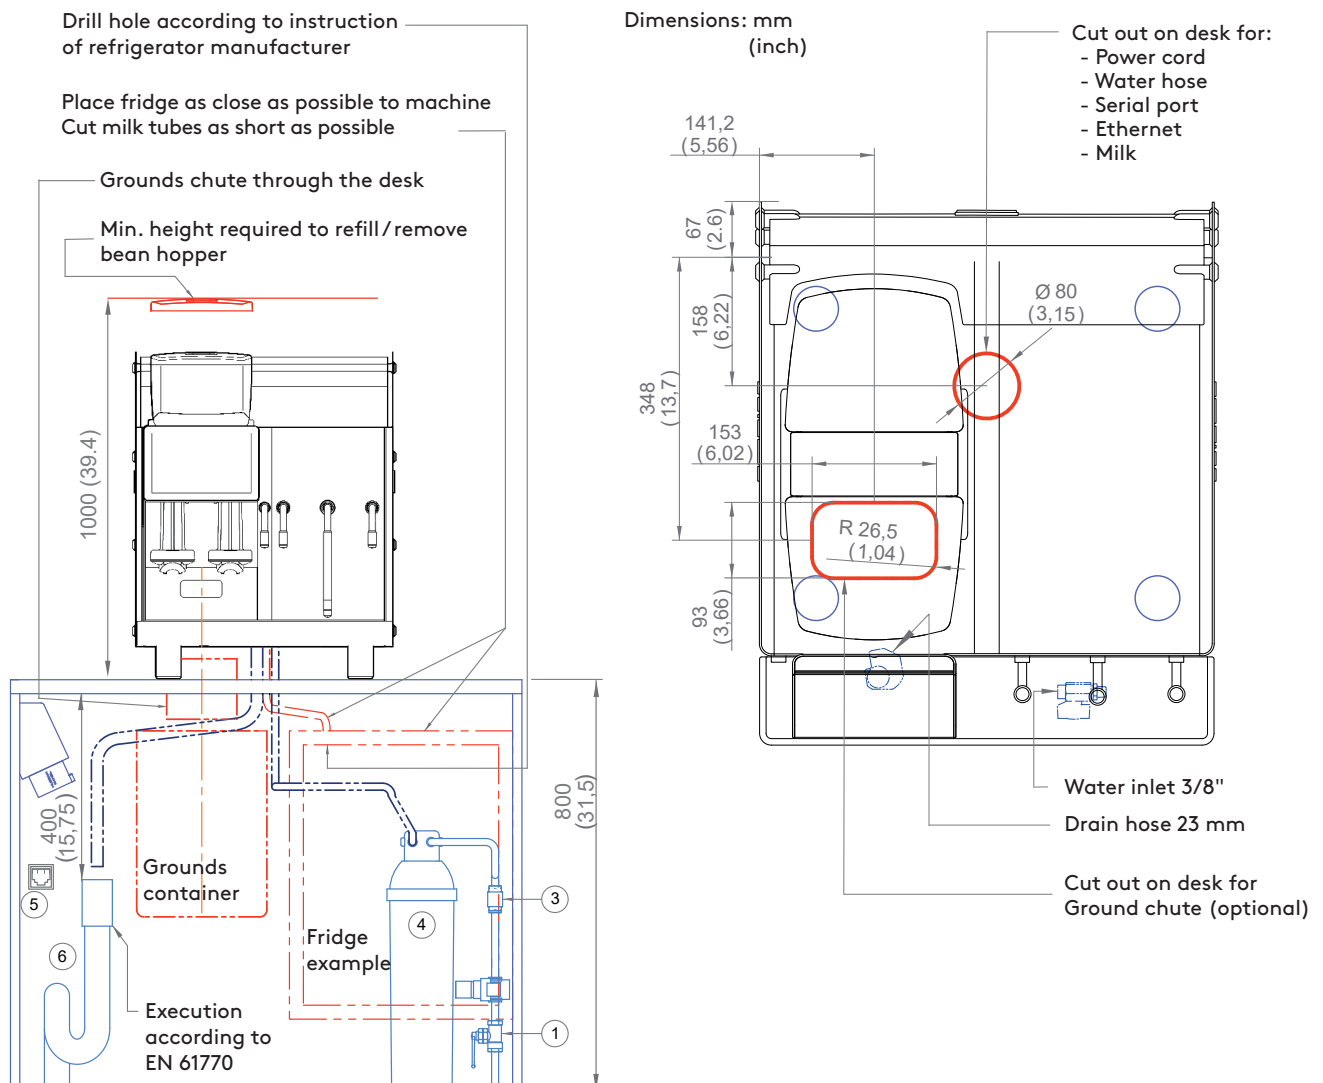 Drill hole according to instruction
of refrigerator manufacturer
Place fridge as close as possible to machine
Cut milk tubes as short as possible
Grounds chute through the desk
Min. height required to refill / remove
bean hopper
1000 (39.4)
400
(15,75)
800
(31,5)
Grounds
container
Fridge
example
5
6
4
3
1
Execution
according to
EN 61770
Dimensions: mm
(inch)
Cut out on desk for:
- Power cord
- Water hose
- Serial port
- Ethernet
- Milk
141,2
(5,56)
67
(2.6)
158
(6,22)
348
(13,7)
Ø 80
(3,15)
153
(6,02)
R 26,5
(1,04)
93
(3,66)
Water inlet 3/8"
Drain hose 23 mm
Cut out on desk for
Ground chute (optional)